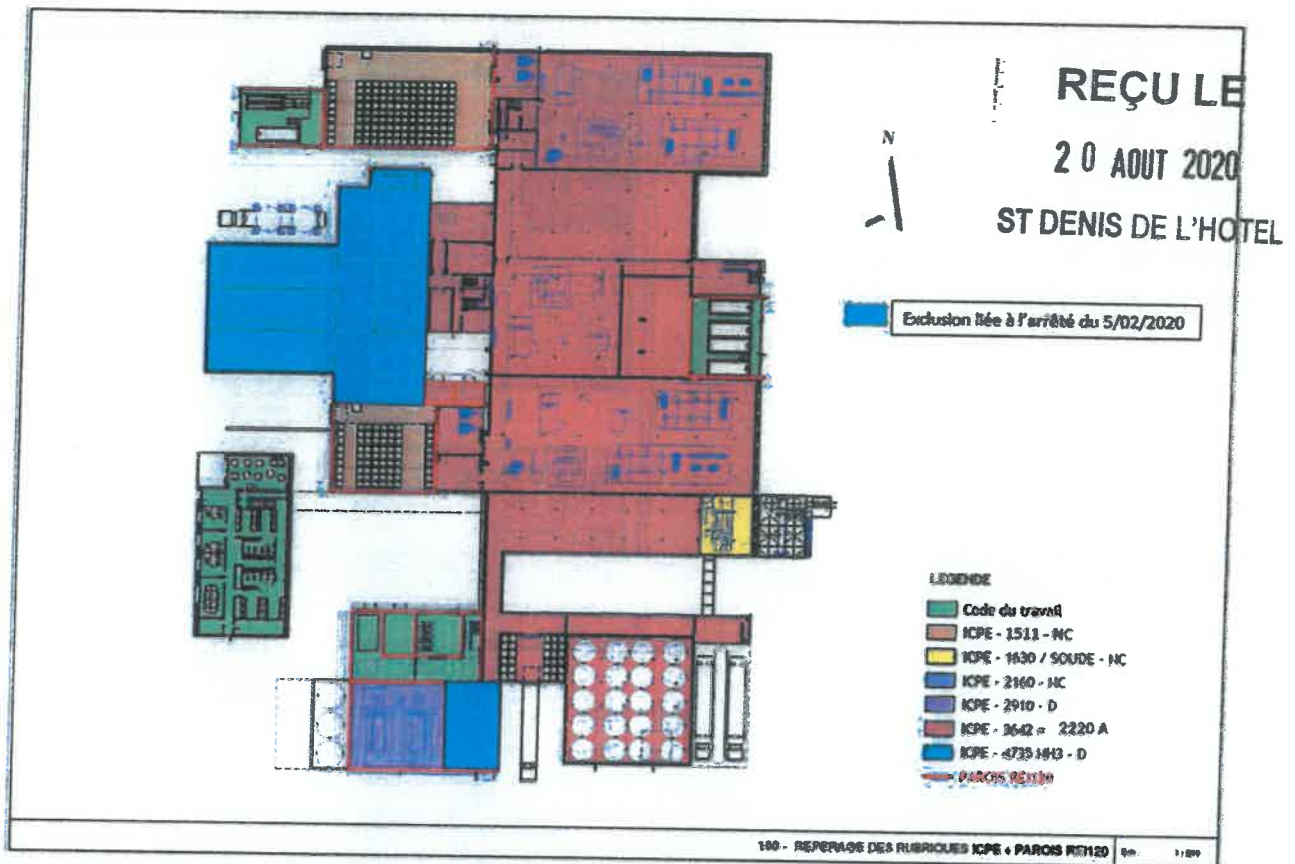 REÇU LE
N
20 AOUT 2020
ST DENIS DE L'HOTEL
Exclusion liée à l'arrêté du 5/02/2020
LEGENDE
Code du travail
ICPE - 1511 - NC
ICPE - 1630 / SOUDE - NC
ICPE - 2160 - NC
ICPE - 2910 - D
ICPE - 3642 = 2220 A
ICPE - 4735 NH3 - D
PAROIS REI120
100 - REPERAGE DES RUBRIQUES ICPE + PAROIS REI120